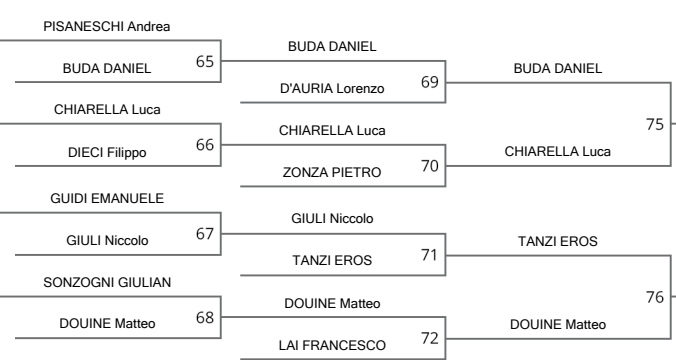 PISANESCHI Andrea
65
BUDA DANIEL
BUDA DANIEL
69
D'AURIA Lorenzo
BUDA DANIEL
75
CHIARELLA Luca
CHIARELLA Luca
66
DIECI Filippo
CHIARELLA Luca
70
ZONZA PIETRO
GUIDI EMANUELE
67
GIULI Niccolo
GIULI Niccolo
71
TANZI EROS
TANZI EROS
76
DOUINE Matteo
SONZOGNI GIULIAN
68
DOUINE Matteo
DOUINE Matteo
72
LAI FRANCESCO